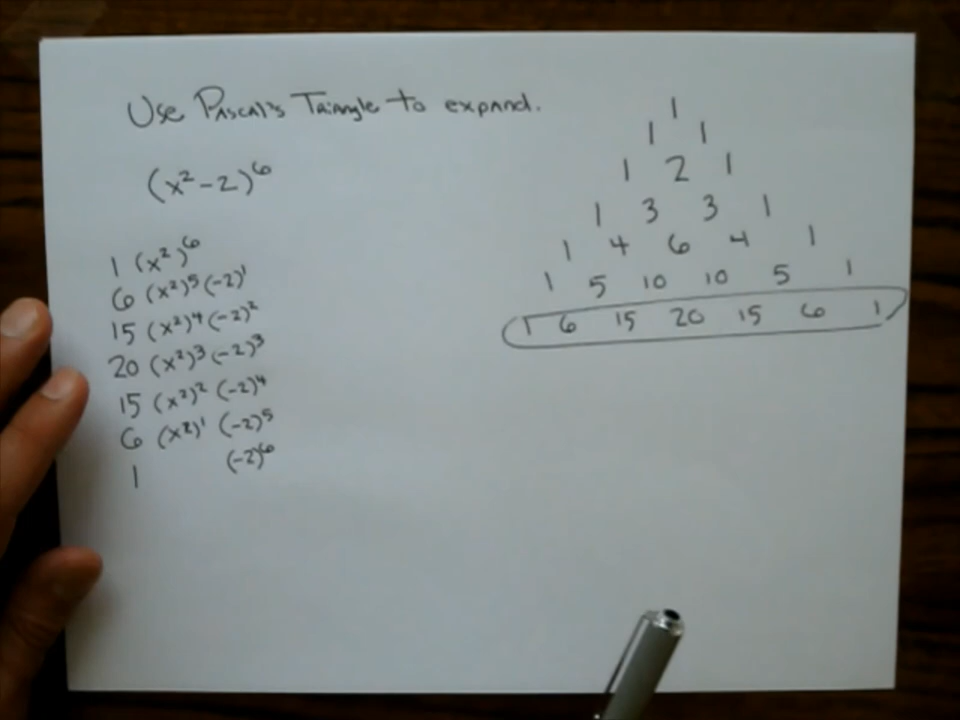 Use Pascal's Triangle to expand.
(x² - 2)⁶
1 (x²)⁶
6 (x²)⁵ (-2)¹
15 (x²)⁴ (-2)²
20 (x²)³ (-2)³
15 (x²)² (-2)⁴
6 (x²)¹ (-2)⁵
1 (-2)⁶
1
1 1
1 2 1
1 3 3 1
1 4 6 4 1
1 5 10 10 5 1
1 6 15 20 15 6 1